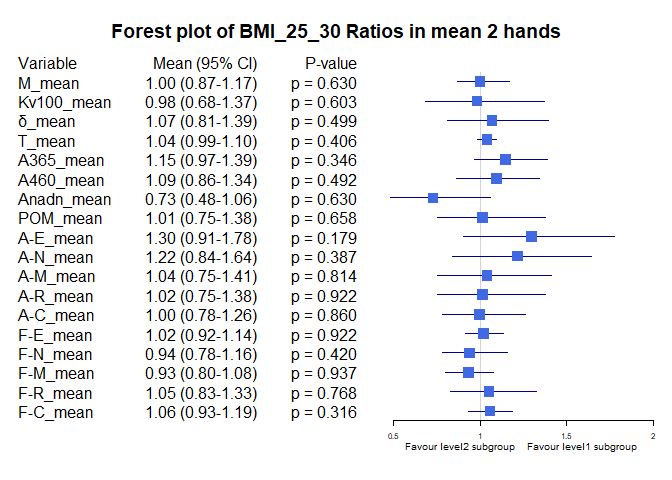 Forest plot of BMI_25_30 Ratios in mean 2 hands
Variable Mean (95% CI) P-value
M_mean 1.00 (0.87-1.17) p = 0.630
Kv100_mean 0.98 (0.68-1.37) p = 0.603
δ_mean 1.07 (0.81-1.39) p = 0.499
T_mean 1.04 (0.99-1.10) p = 0.406
A365_mean 1.15 (0.97-1.39) p = 0.346
A460_mean 1.09 (0.86-1.34) p = 0.492
Anadn_mean 0.73 (0.48-1.06) p = 0.630
POM_mean 1.01 (0.75-1.38) p = 0.658
A-E_mean 1.30 (0.91-1.78) p = 0.179
A-N_mean 1.22 (0.84-1.64) p = 0.387
A-M_mean 1.04 (0.75-1.41) p = 0.814
A-R_mean 1.02 (0.75-1.38) p = 0.922
A-C_mean 1.00 (0.78-1.26) p = 0.860
F-E_mean 1.02 (0.92-1.14) p = 0.922
F-N_mean 0.94 (0.78-1.16) p = 0.420
F-M_mean 0.93 (0.80-1.08) p = 0.937
F-R_mean 1.05 (0.83-1.33) p = 0.768
F-C_mean 1.06 (0.93-1.19) p = 0.316
0.5 1 1.5 2
Favour level2 subgroup Favour level1 subgroup